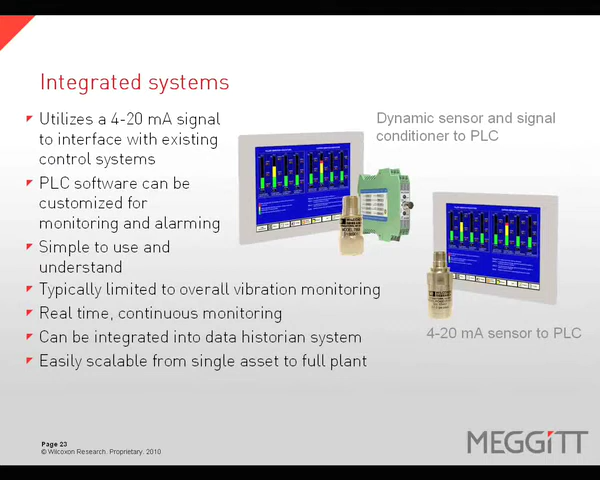 Integrated systems
Utilizes a 4-20 mA signal
to interface with existing
control systems
PLC software can be
customized for
monitoring and alarming
Simple to use and
understand
Typically limited to overall vibration monitoring
Real time, continuous monitoring
Can be integrated into data historian system
Easily scalable from single asset to full plant
Dynamic sensor and signal
conditioner to PLC
4-20 mA sensor to PLC
Page 23
© Wilcoxon Research. Proprietary. 2010
MEGGITT